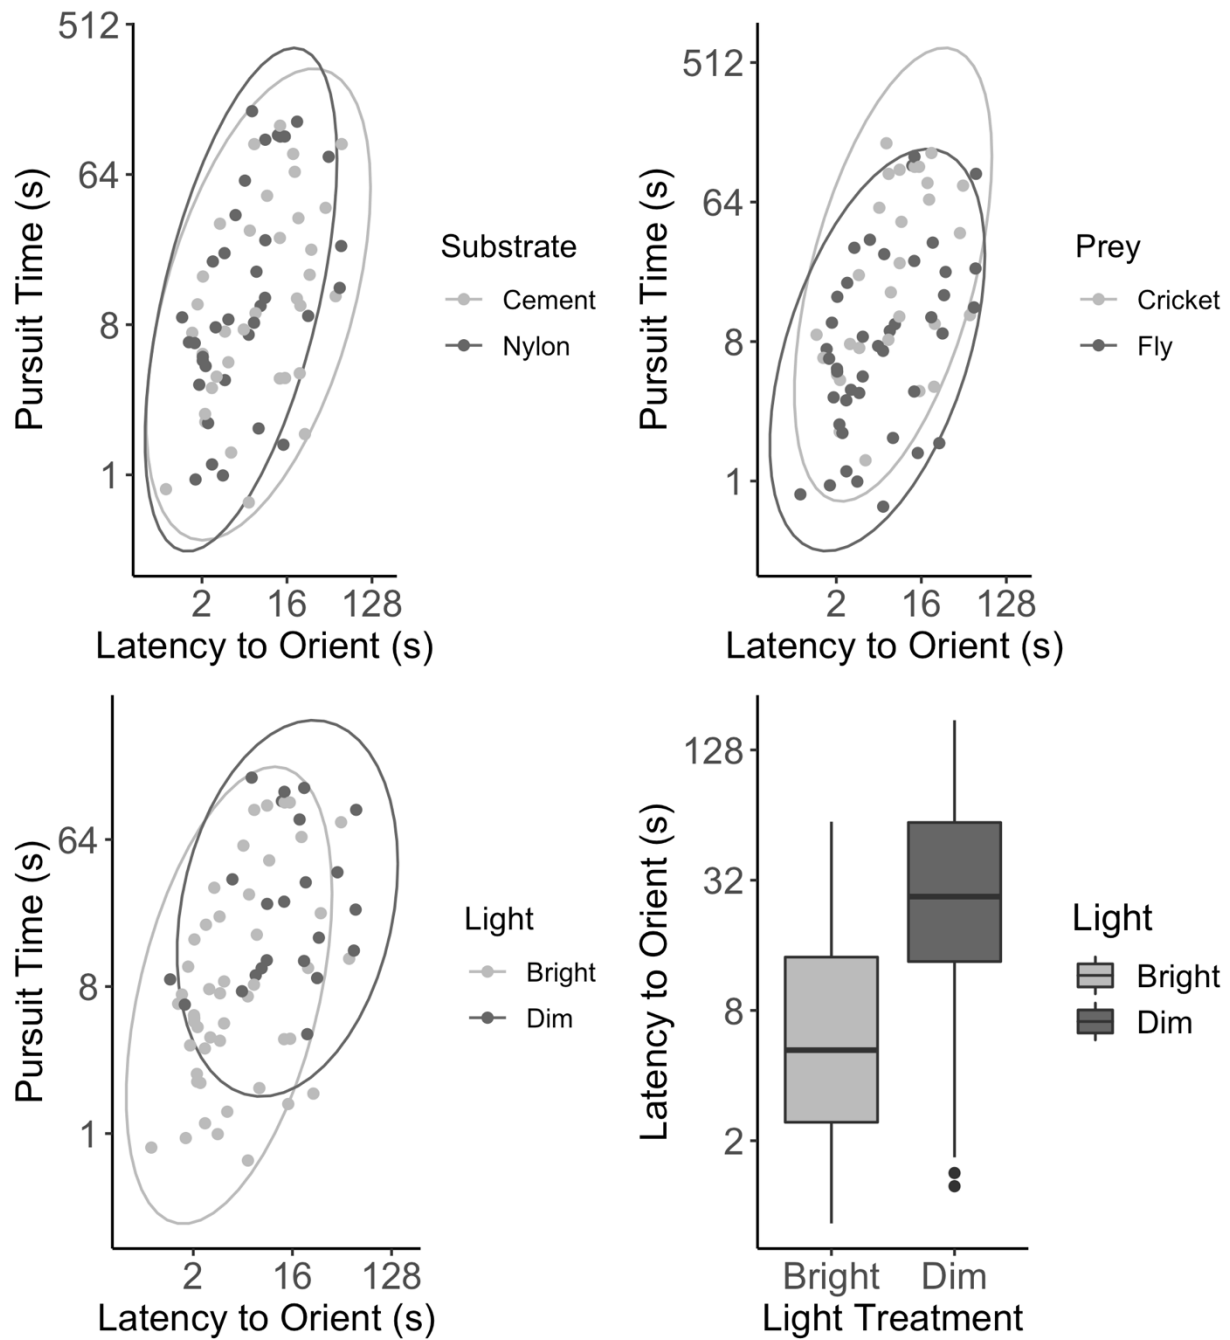 512
64
8
1
Pursuit Time (s)
2 16 128
Latency to Orient (s)
Substrate
Cement
Nylon
512
64
8
1
Pursuit Time (s)
2 16 128
Latency to Orient (s)
Prey
Cricket
Fly
64
8
1
Pursuit Time (s)
2 16 128
Latency to Orient (s)
Light
Bright
Dim
128
32
8
2
Latency to Orient (s)
Bright Dim
Light Treatment
Light
Bright
Dim